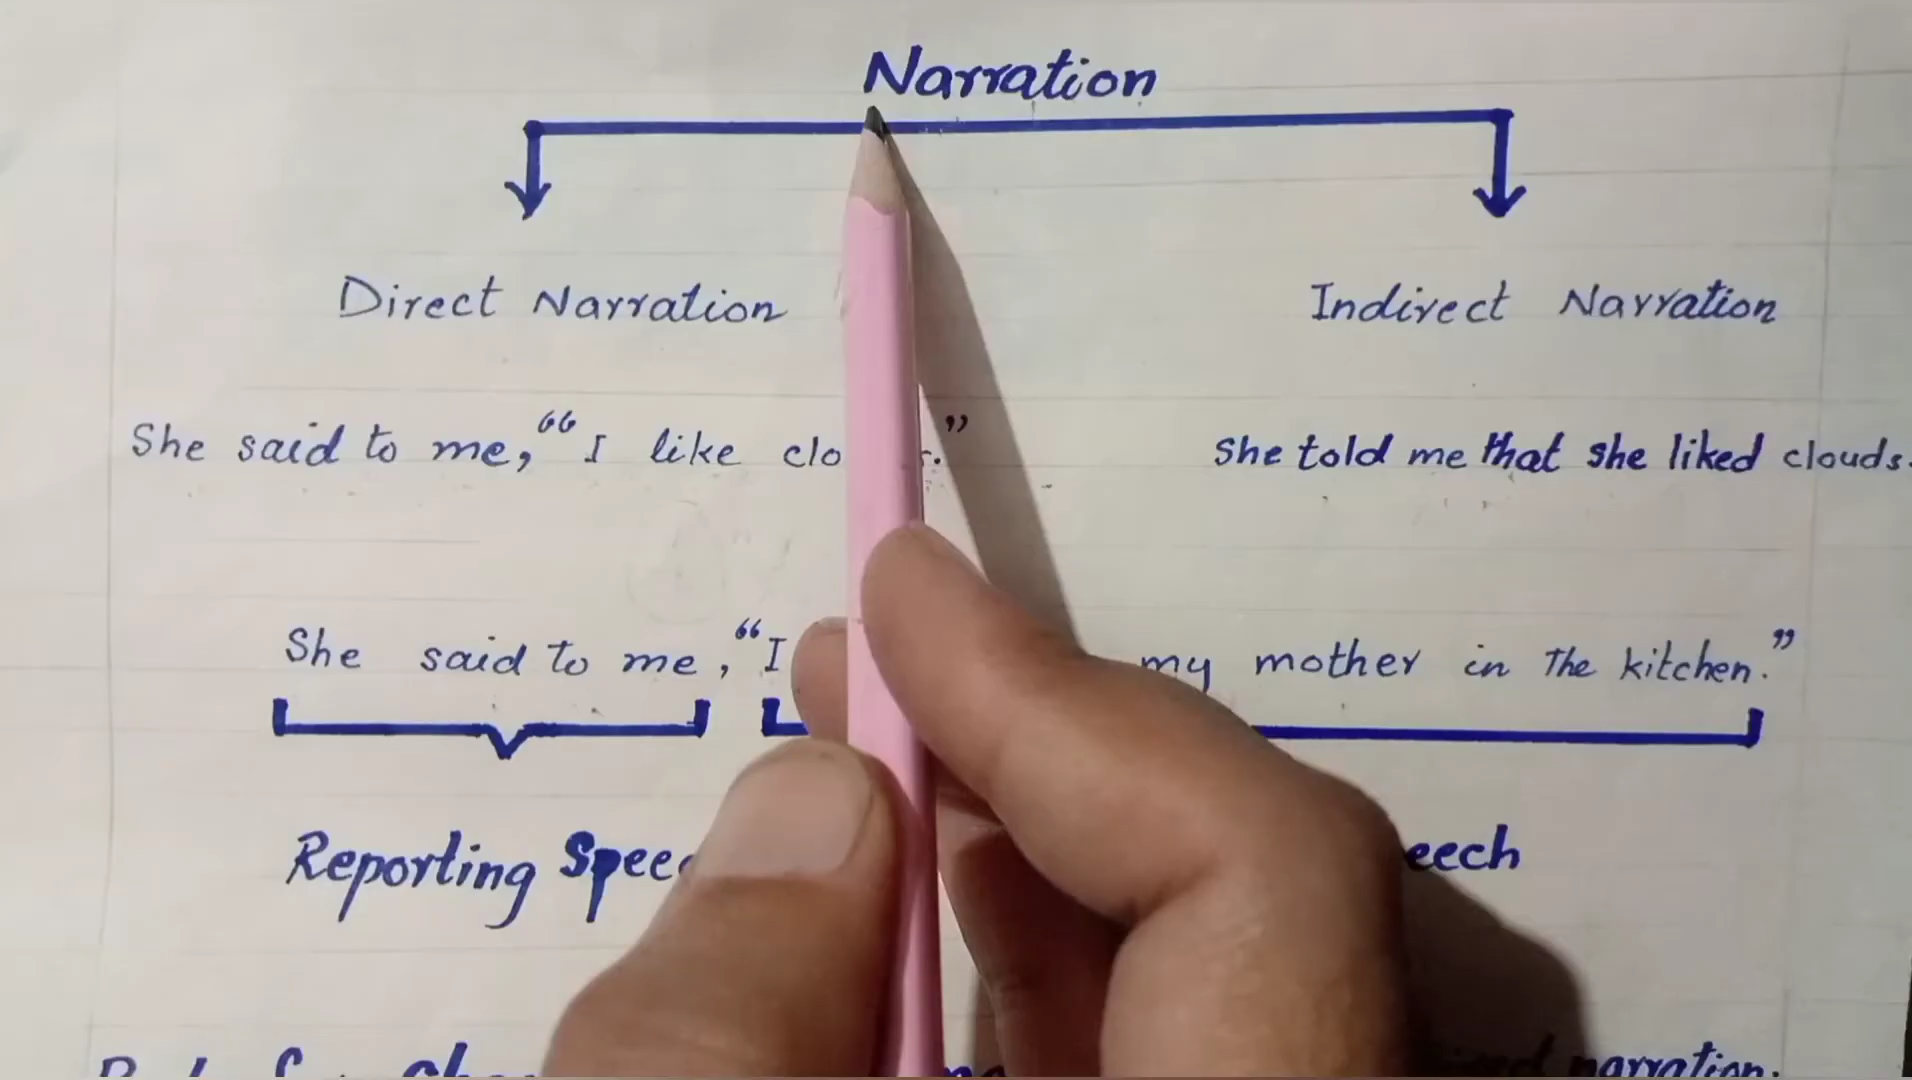 Narration
Direct Narration Indirect Narration
She said to me, “I like clo .” She told me that she liked clouds.
She said to me, “I my mother in the kitchen.”
Reporting Spee eech
narration.